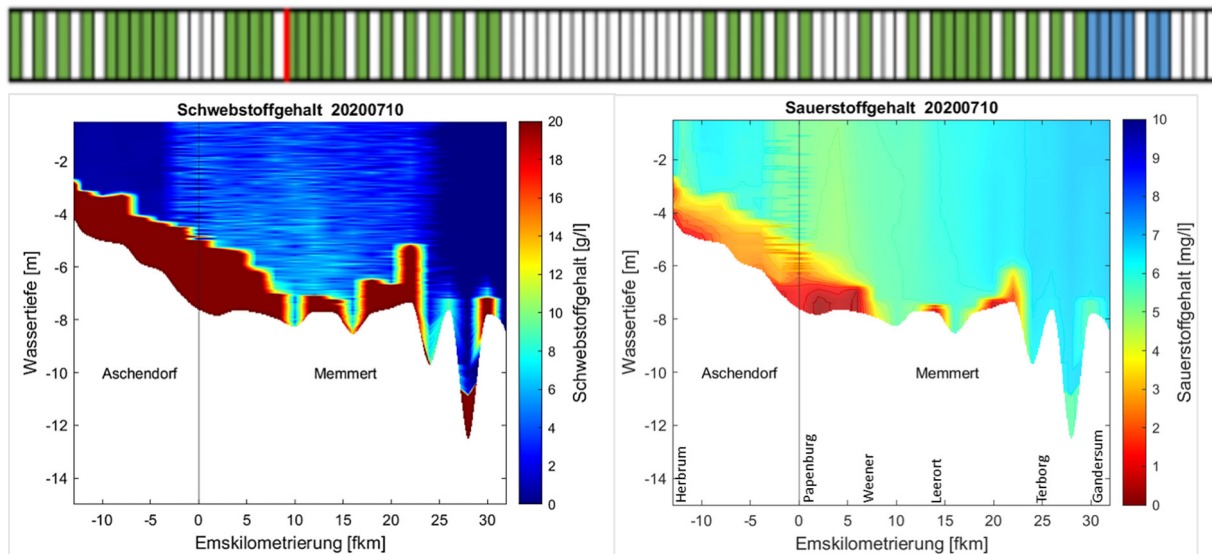 Schwebstoffgehalt 20200710
Wassertiefe [m]
-2
-4
-6
-8
-10
-12
-14
Aschendorf
Memmert
-10 -5 0 5 10 15 20 25 30
Emskilometrierung [fkm]
20
18
16
14
12
10
8
6
4
2
0
Schwebstoffgehalt [g/l]
Sauerstoffgehalt 20200710
Wassertiefe [m]
-2
-4
-6
-8
-10
-12
-14
Aschendorf
Memmert
Herbrum
Papenburg
Weener
Leerort
Terborg
Gandersum
-10 -5 0 5 10 15 20 25 30
Emskilometrierung [fkm]
10
9
8
7
6
5
4
3
2
1
0
Sauerstoffgehalt [mg/l]